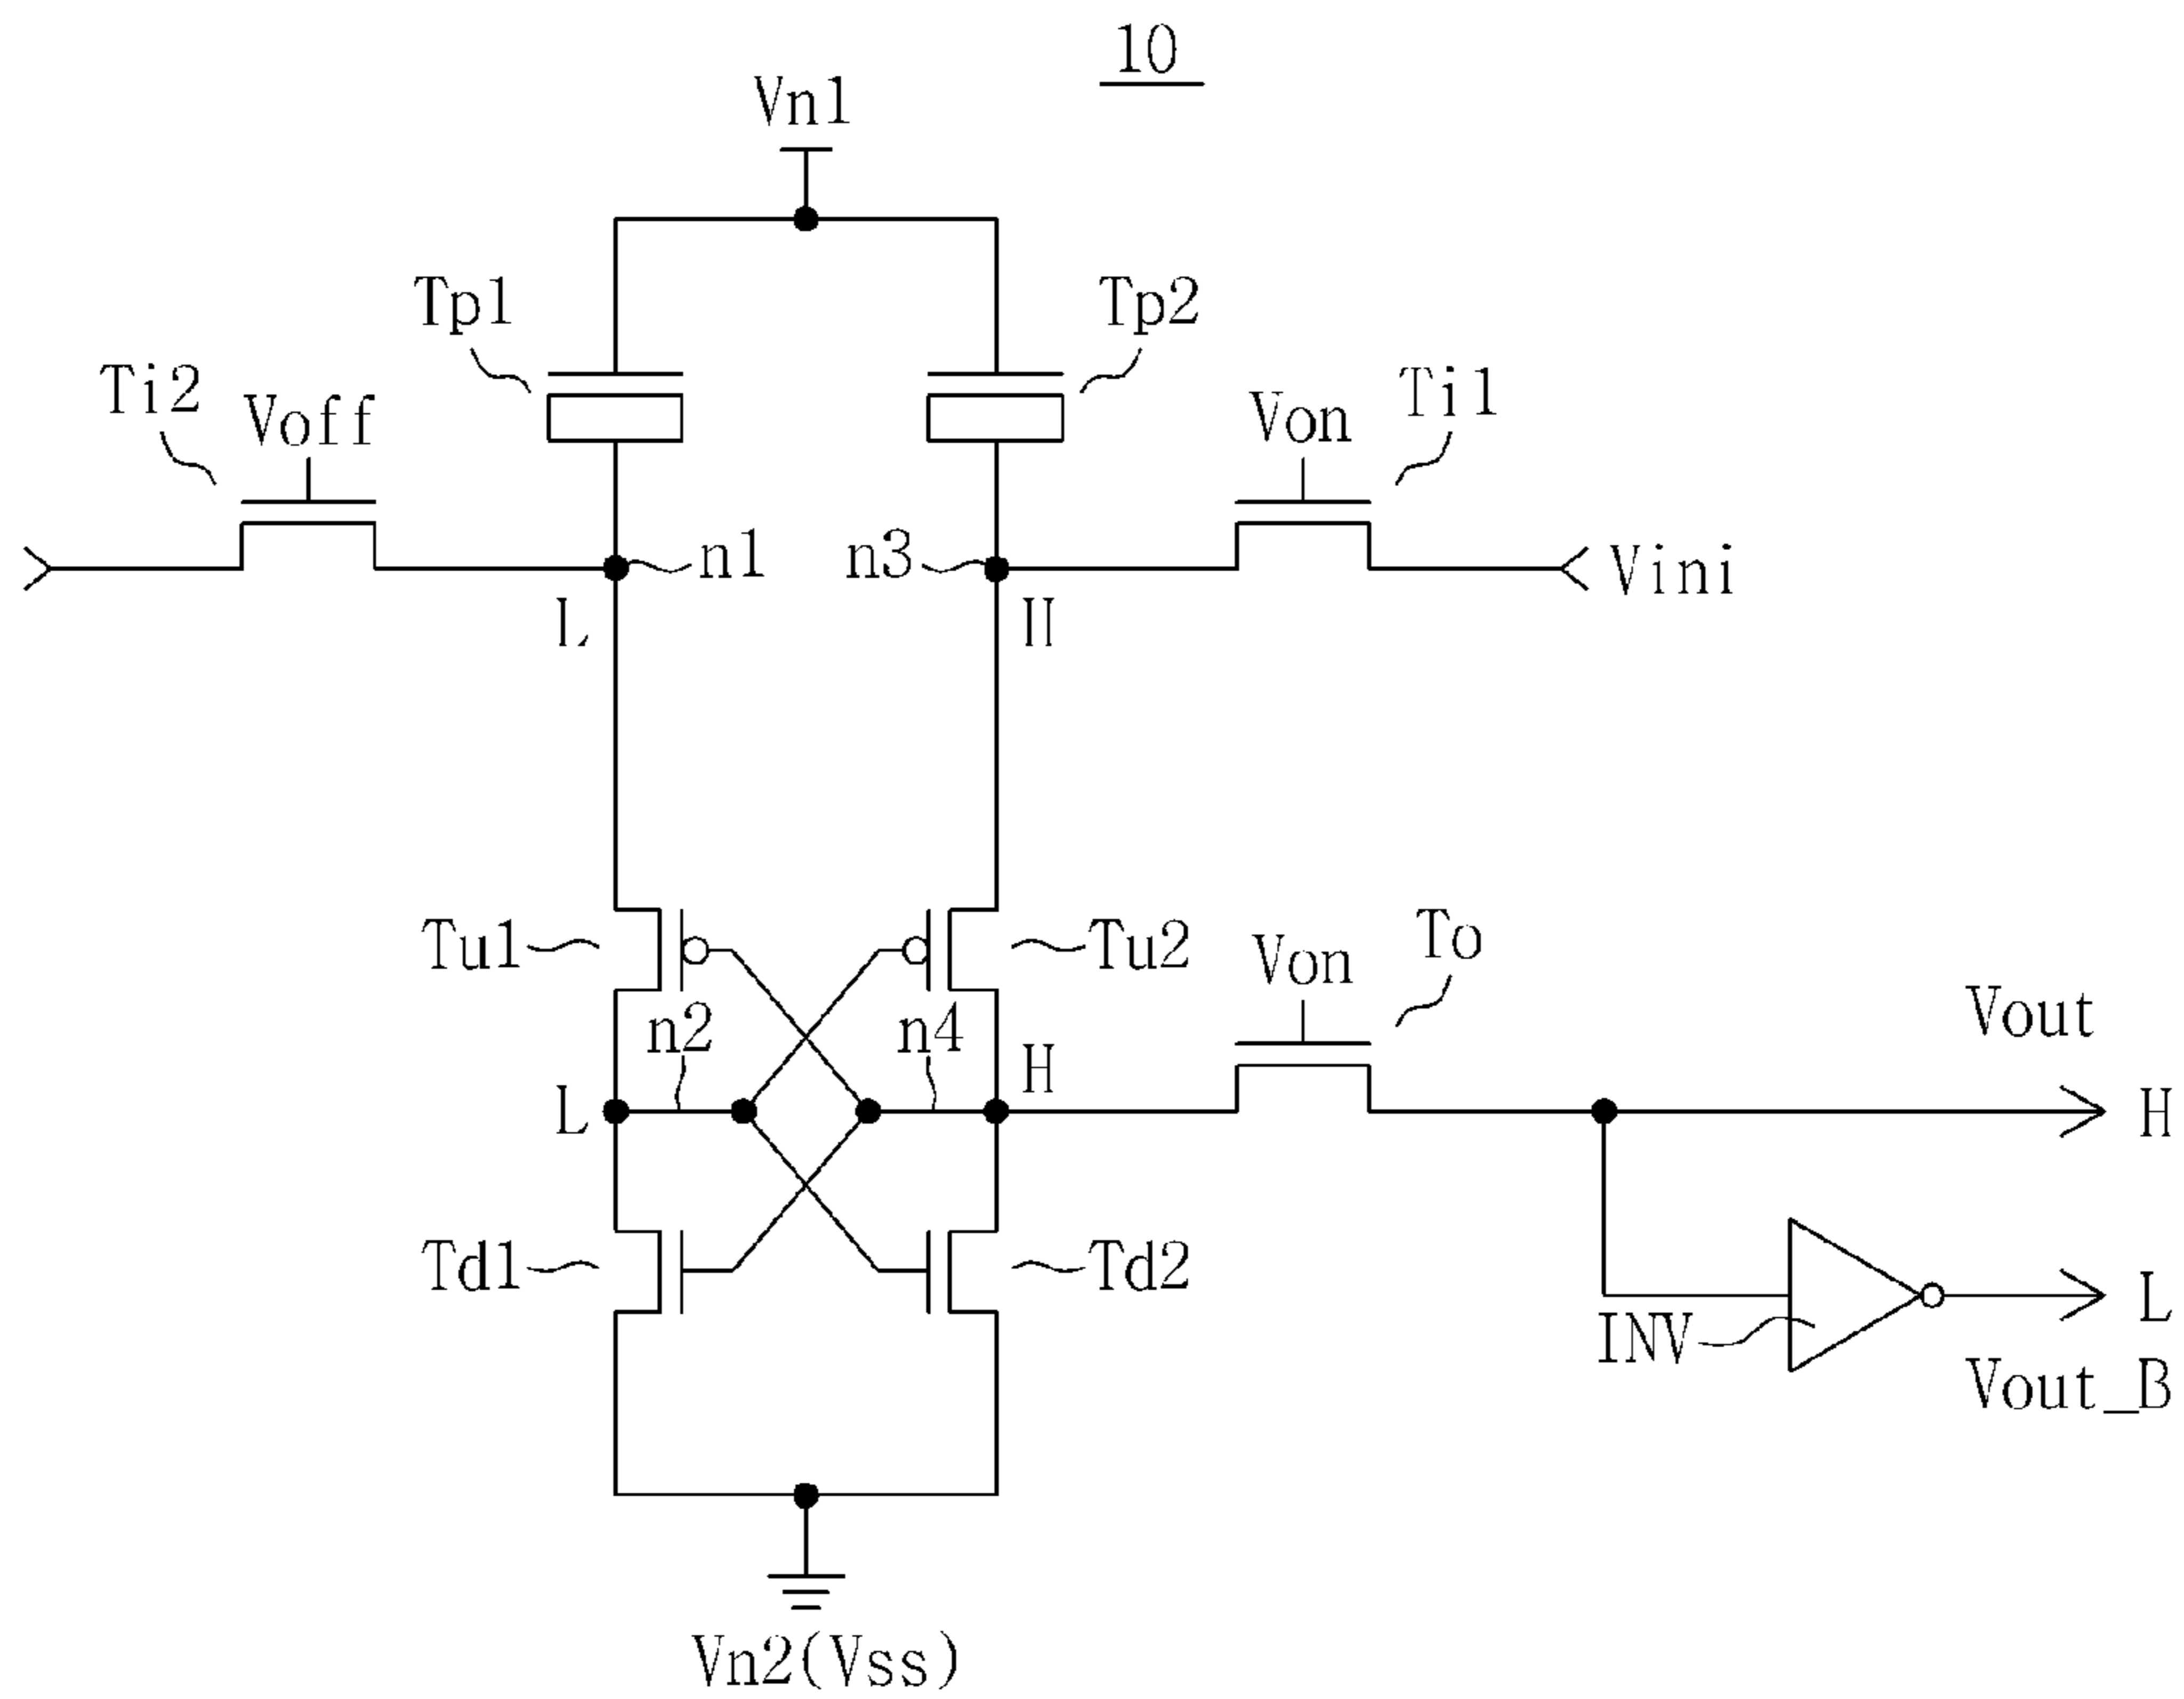 10
Vn1
Tp1
Tp2
Ti2
Voff
Von
Ti1
n1
n3
Vini
L
H
Tu1
Tu2
Von
To
n2
n4
Vout
L
H
H
Td1
Td2
INV
L
Vout_B
Vn2(Vss)